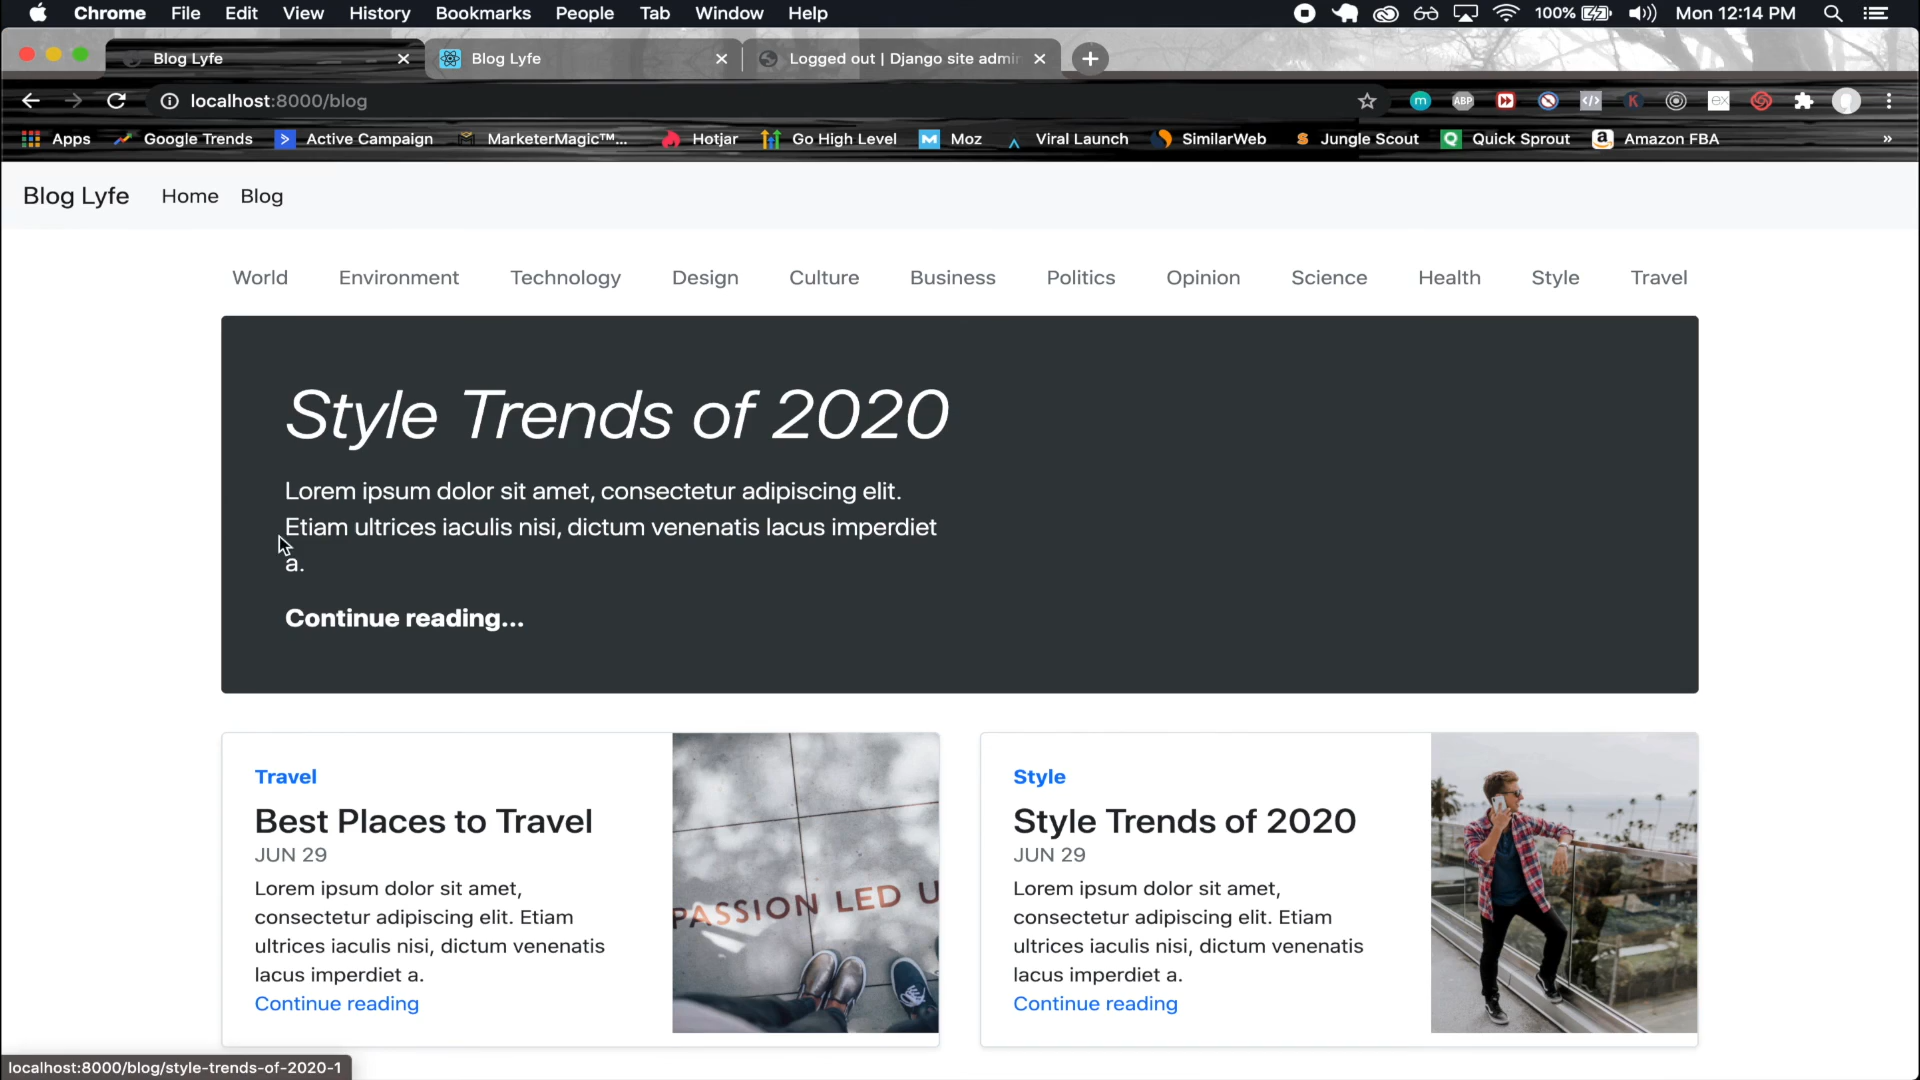 Chrome File Edit View History Bookmarks People Tab Window Help 100% Mon 12:14 PM
Blog Lyfe Blog Lyfe Logged out | Django site admin
localhost:8000/blog ABP
Apps Google Trends Active Campaign MarketerMagic™... Hotjar Go High Level Moz Viral Launch SimilarWeb Jungle Scout Quick Sprout Amazon FBA »
Blog Lyfe Home Blog
World Environment Technology Design Culture Business Politics Opinion Science Health Style Travel
Style Trends of 2020
Lorem ipsum dolor sit amet, consectetur adipiscing elit.
Etiam ultrices iaculis nisi, dictum venenatis lacus imperdiet
a.
Continue reading...
Travel
Best Places to Travel
JUN 29
Lorem ipsum dolor sit amet,
consectetur adipiscing elit. Etiam
ultrices iaculis nisi, dictum venenatis
lacus imperdiet a.
Continue reading
PASSION LED U
Style
Style Trends of 2020
JUN 29
Lorem ipsum dolor sit amet,
consectetur adipiscing elit. Etiam
ultrices iaculis nisi, dictum venenatis
lacus imperdiet a.
Continue reading
localhost:8000/blog/style-trends-of-2020-1